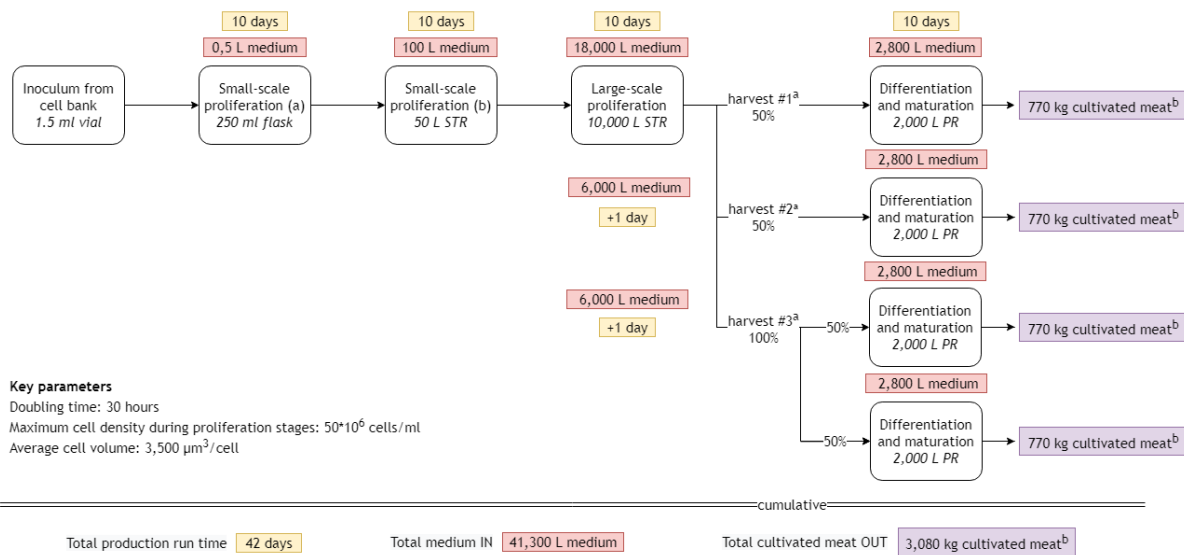 10 days
10 days
10 days
10 days
0,5 L medium
100 L medium
18,000 L medium
2,800 L medium
Inoculum from
cell bank
1.5 ml vial
Small-scale
proliferation (a)
250 ml flask
Small-scale
proliferation (b)
50 L STR
Large-scale
proliferation
10,000 L STR
harvest #1ᵃ
50%
Differentiation
and maturation
2,000 L PR
770 kg cultivated meatᵇ
2,800 L medium
6,000 L medium
+1 day
harvest #2ᵃ
50%
Differentiation
and maturation
2,000 L PR
770 kg cultivated meatᵇ
2,800 L medium
6,000 L medium
+1 day
harvest #3ᵃ
100%
50%
Differentiation
and maturation
2,000 L PR
770 kg cultivated meatᵇ
2,800 L medium
50%
Differentiation
and maturation
2,000 L PR
770 kg cultivated meatᵇ
Key parameters
Doubling time: 30 hours
Maximum cell density during proliferation stages: 50*10⁶ cells/ml
Average cell volume: 3,500 µm³/cell
cumulative
Total production run time 42 days
Total medium IN 41,300 L medium
Total cultivated meat OUT 3,080 kg cultivated meatᵇ